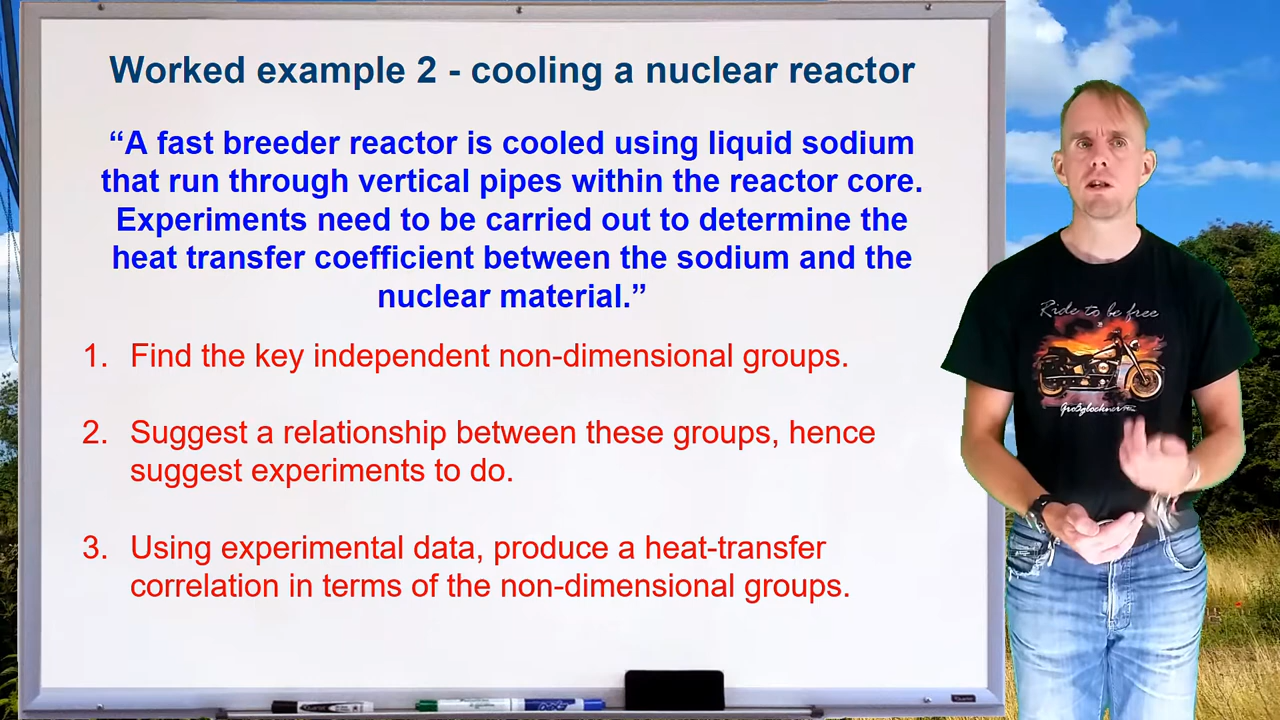 Worked example 2 - cooling a nuclear reactor
“A fast breeder reactor is cooled using liquid sodium
that run through vertical pipes within the reactor core.
Experiments need to be carried out to determine the
heat transfer coefficient between the sodium and the
nuclear material.”
1. Find the key independent non-dimensional groups.
2. Suggest a relationship between these groups, hence
suggest experiments to do.
3. Using experimental data, produce a heat-transfer
correlation in terms of the non-dimensional groups.
Ride to be free